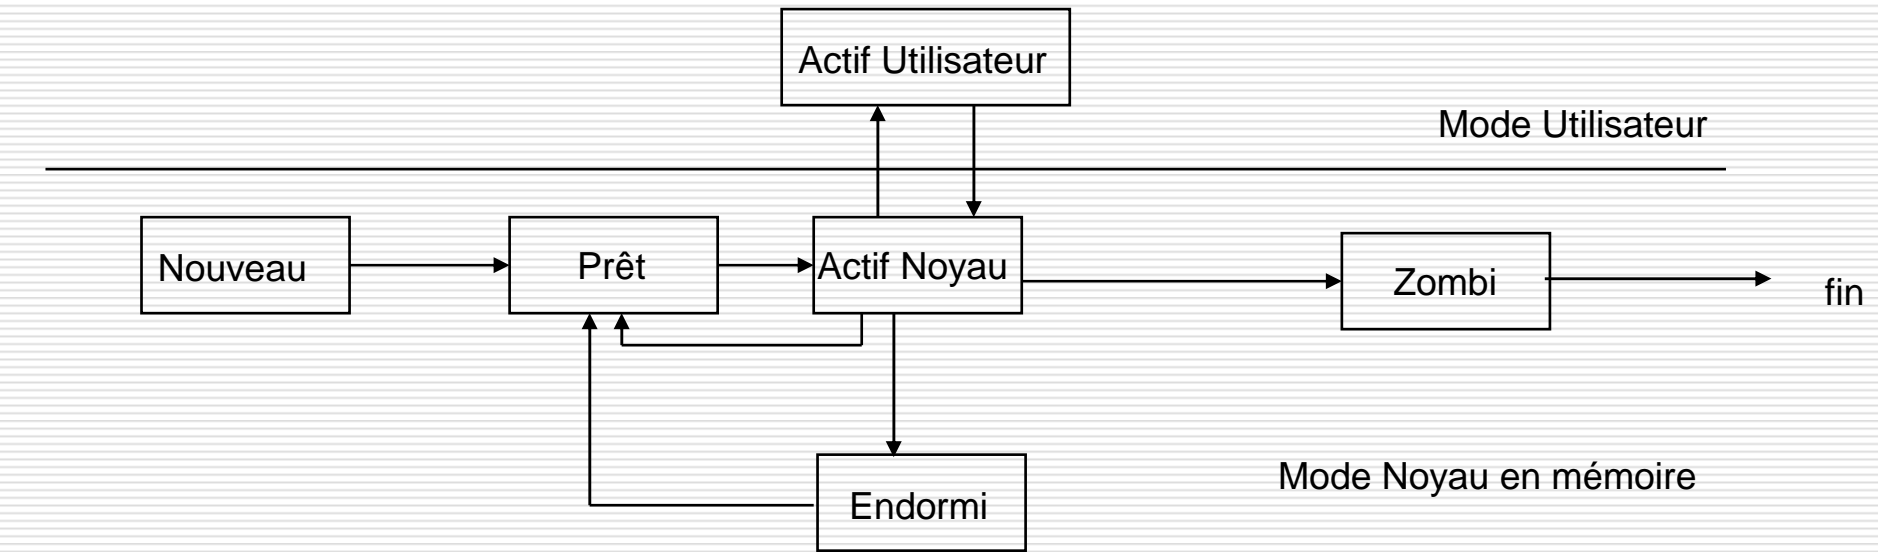 Actif Utilisateur
Mode Utilisateur
Nouveau
Prêt
Actif Noyau
Zombi
fin
Mode Noyau en mémoire
Endormi